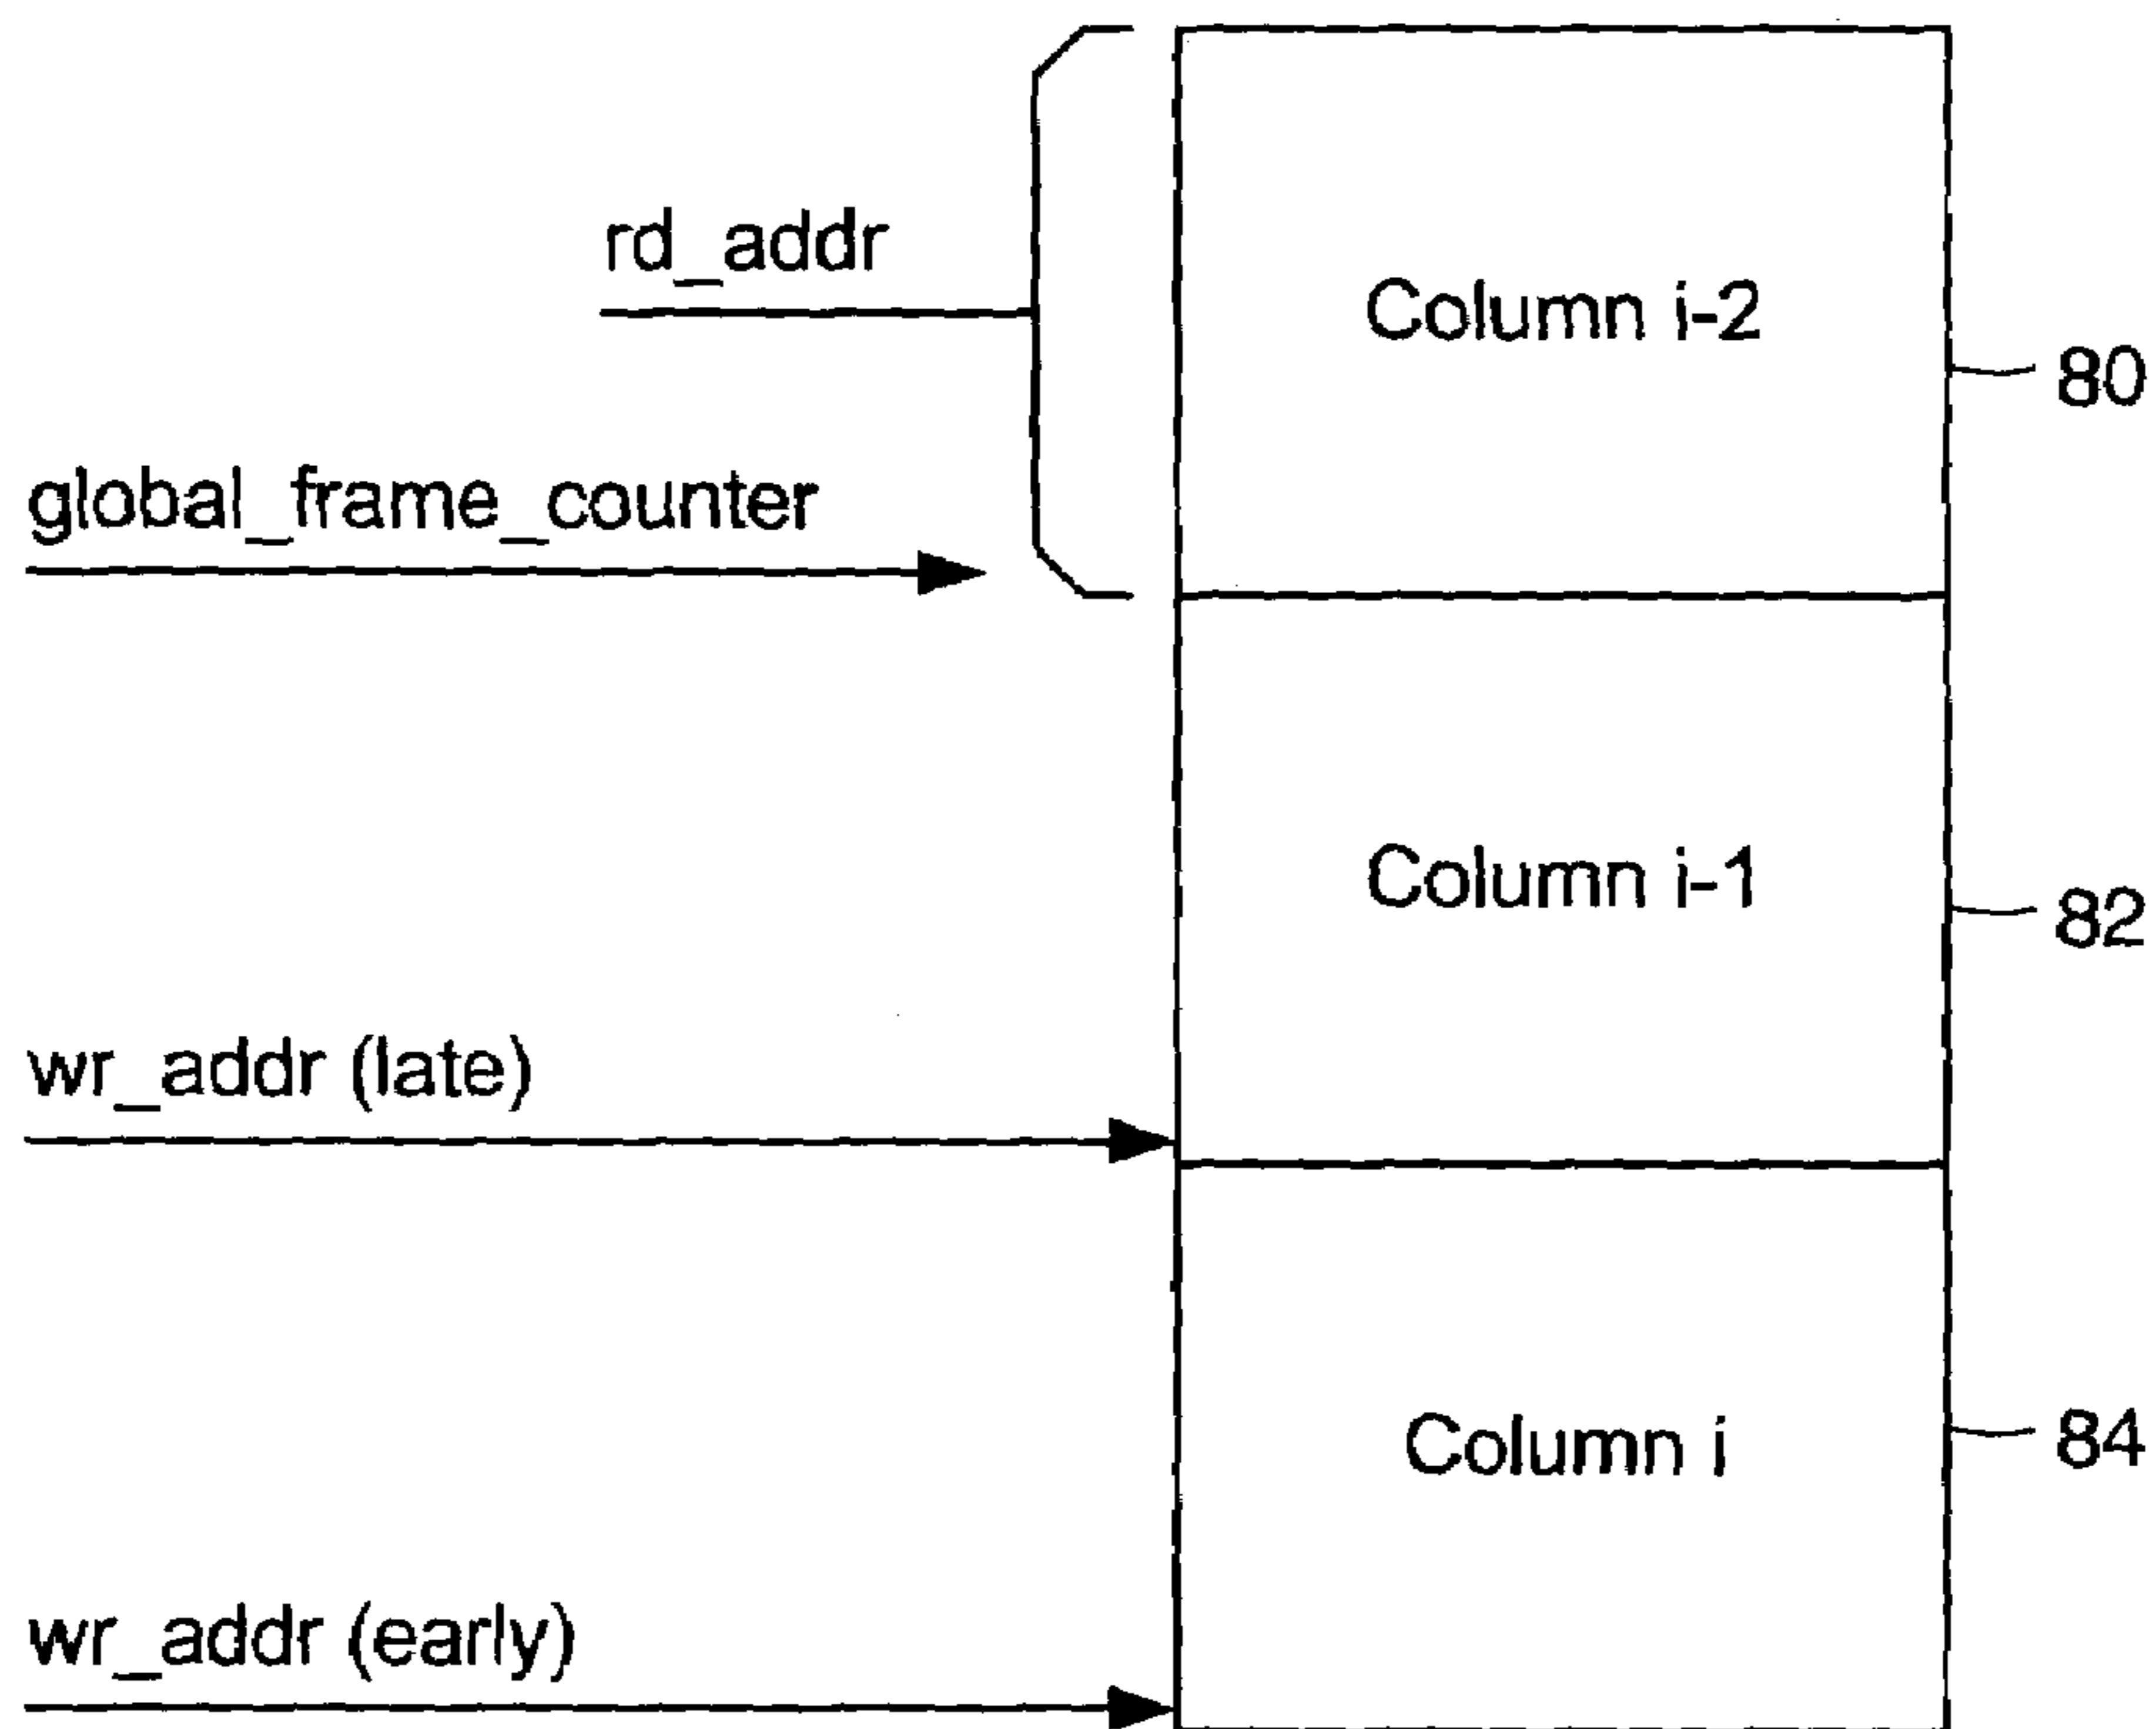 rd_addr
Column i-2
80
global_frame_counter
Column i-1
82
wr_addr (late)
Column i
84
wr_addr (early)